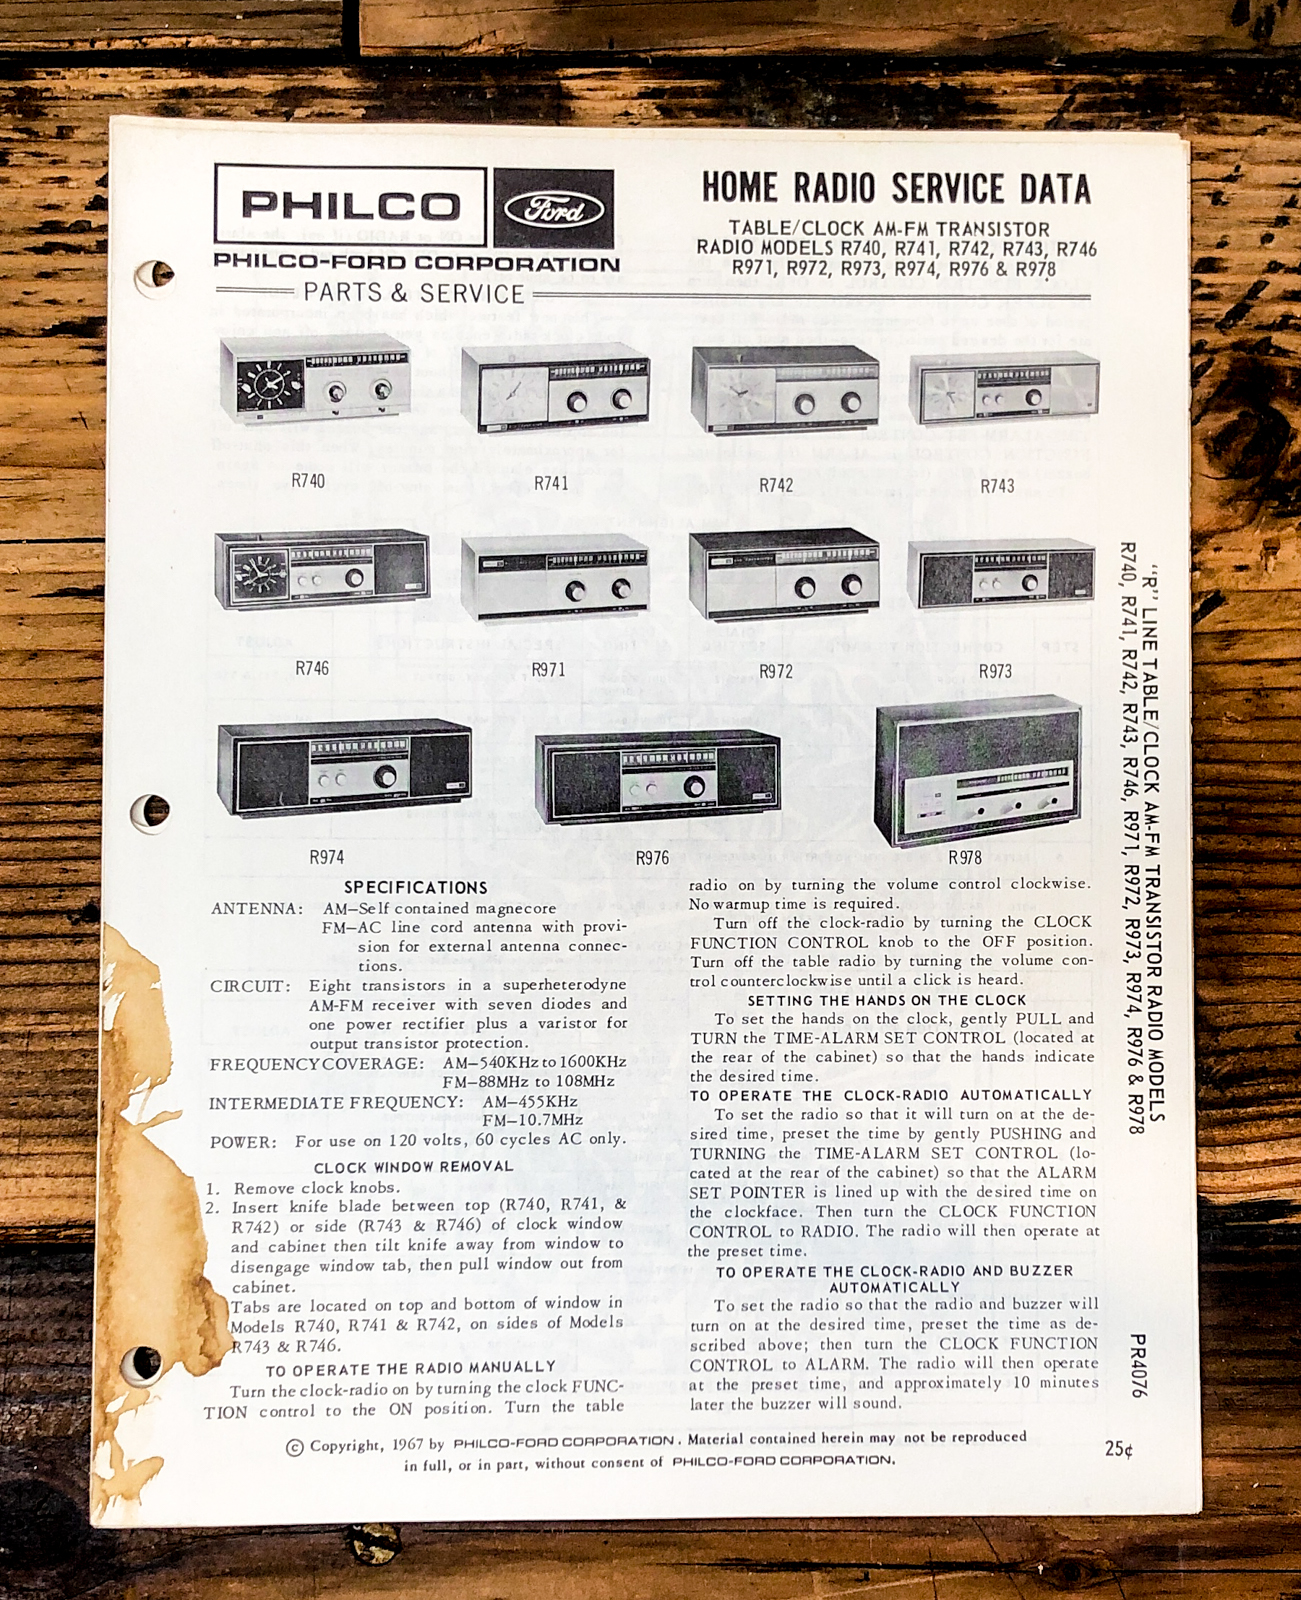 PHILCO
Ford
PHILCO-FORD CORPORATION
PARTS & SERVICE
HOME RADIO SERVICE DATA
TABLE/CLOCK AM-FM TRANSISTOR
RADIO MODELS R740, R741, R742, R743, R746
R971, R972, R973, R974, R976 & R978
R740
R741
R742
R743
R746
R971
R972
R973
R974
R976
R978
SPECIFICATIONS
ANTENNA: AM—Self contained magnecore
FM—AC line cord antenna with provi-
sion for external antenna connec-
tions.
CIRCUIT: Eight transistors in a superheterodyne
AM-FM receiver with seven diodes and
one power rectifier plus a varistor for
output transistor protection.
FREQUENCY COVERAGE: AM—540KHz to 1600KHz
FM—88MHz to 108MHz
INTERMEDIATE FREQUENCY: AM—455KHz
FM—10.7MHz
POWER: For use on 120 volts, 60 cycles AC only.
CLOCK WINDOW REMOVAL
1. Remove clock knobs.
2. Insert knife blade between top (R740, R741, &
R742) or side (R743 & R746) of clock window
and cabinet then tilt knife away from window to
disengage window tab, then pull window out from
cabinet.
Tabs are located on top and bottom of window in
Models R740, R741 & R742, on sides of Models
R743 & R746.
TO OPERATE THE RADIO MANUALLY
Turn the clock-radio on by turning the clock FUNC-
TION control to the ON position. Turn the table
radio on by turning the volume control clockwise.
No warmup time is required.
Turn off the clock-radio by turning the CLOCK
FUNCTION CONTROL knob to the OFF position.
Turn off the table radio by turning the volume con-
trol counterclockwise until a click is heard.
SETTING THE HANDS ON THE CLOCK
To set the hands on the clock, gently PULL and
TURN the TIME-ALARM SET CONTROL (located at
the rear of the cabinet) so that the hands indicate
the desired time.
TO OPERATE THE CLOCK-RADIO AUTOMATICALLY
To set the radio so that it will turn on at the de-
sired time, preset the time by gently PUSHING and
TURNING the TIME-ALARM SET CONTROL (lo-
cated at the rear of the cabinet) so that the ALARM
SET POINTER is lined up with the desired time on
the clockface. Then turn the CLOCK FUNCTION
CONTROL to RADIO. The radio will then operate at
the preset time.
TO OPERATE THE CLOCK-RADIO AND BUZZER
AUTOMATICALLY
To set the radio so that the radio and buzzer will
turn on at the desired time, preset the time as de-
scribed above; then turn the CLOCK FUNCTION
CONTROL to ALARM. The radio will then operate
at the preset time, and approximately 10 minutes
later the buzzer will sound.
© Copyright, 1967 by PHILCO-FORD CORPORATION. Material contained herein may not be reproduced
in full, or in part, without consent of PHILCO-FORD CORPORATION.
25¢
"R" LINE TABLE/CLOCK AM-FM TRANSISTOR RADIO MODELS
R740, R741, R742, R743, R746, R971, R972, R973, R974, R976 & R978
PR4076